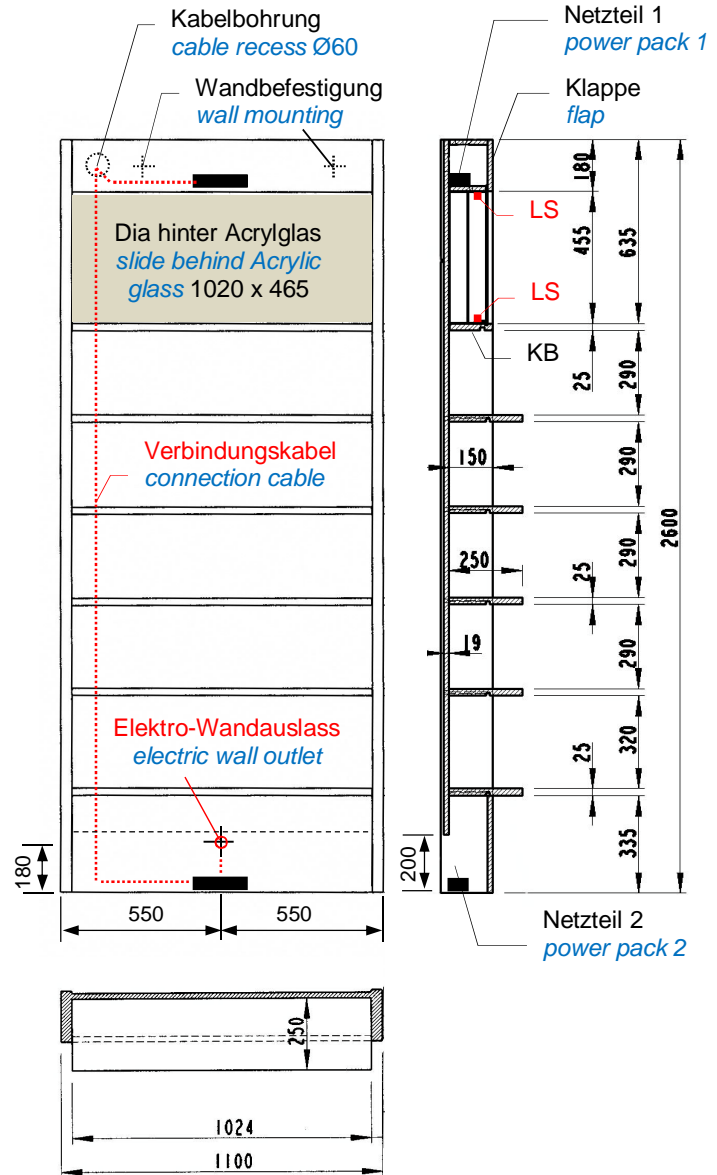 Kabelbohrung
cable recess Ø60
Wandbefestigung
wall mounting
Netzteil 1
power pack 1
Klappe
flap
LS
LS
KB
Dia hinter Acrylglas
slide behind Acrylic
glass 1020 x 465
Verbindungskabel
connection cable
Elektro-Wandauslass
electric wall outlet
180
550
550
180
455
635
25
290
150
290
250
290
25
19
290
320
25
200
335
2600
Netzteil 2
power pack 2
250
1024
1100